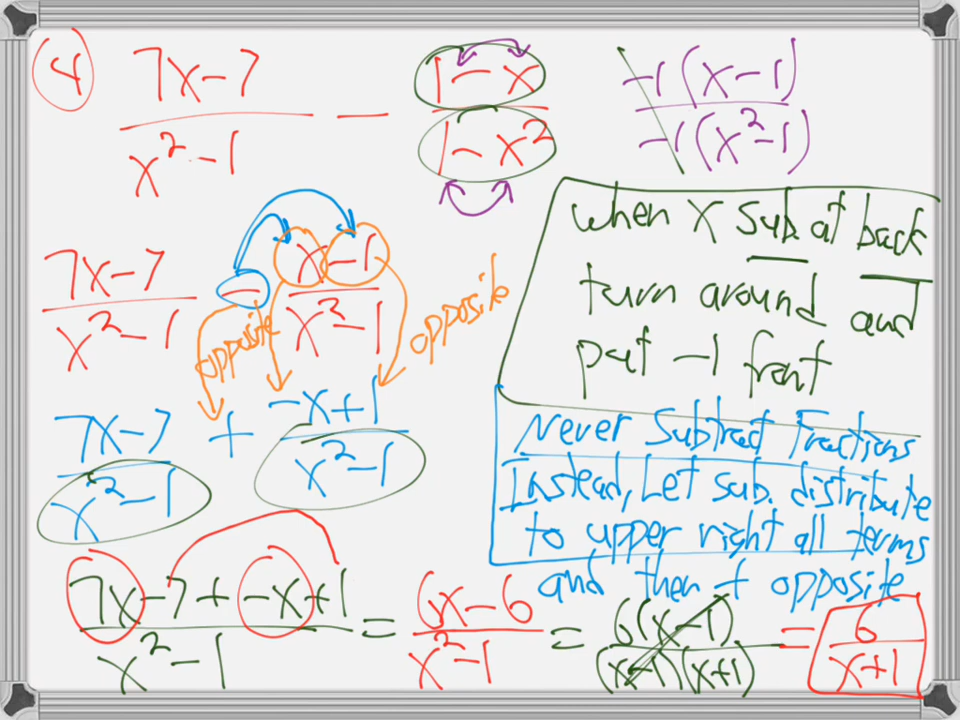 ④ (7x-7)/(x²-1) - (1-x)/(1-x²) -1(x-1)/-1(x²-1)
when x sub. at back
turn around and
put -1 front
(7x-7)/(x²-1) - (x-1)/(x²-1)
opposite opposite
(7x-7)/(x²-1) + (-x+1)/(x²-1)
Never Subtract Fractions
Instead, Let sub. distribute
to upper right all terms
and then + opposite
(7x-7+-x+1)/(x²-1) = (6x-6)/(x²-1) = 6(x-1)/(x-1)(x+1) = 6/(x+1)